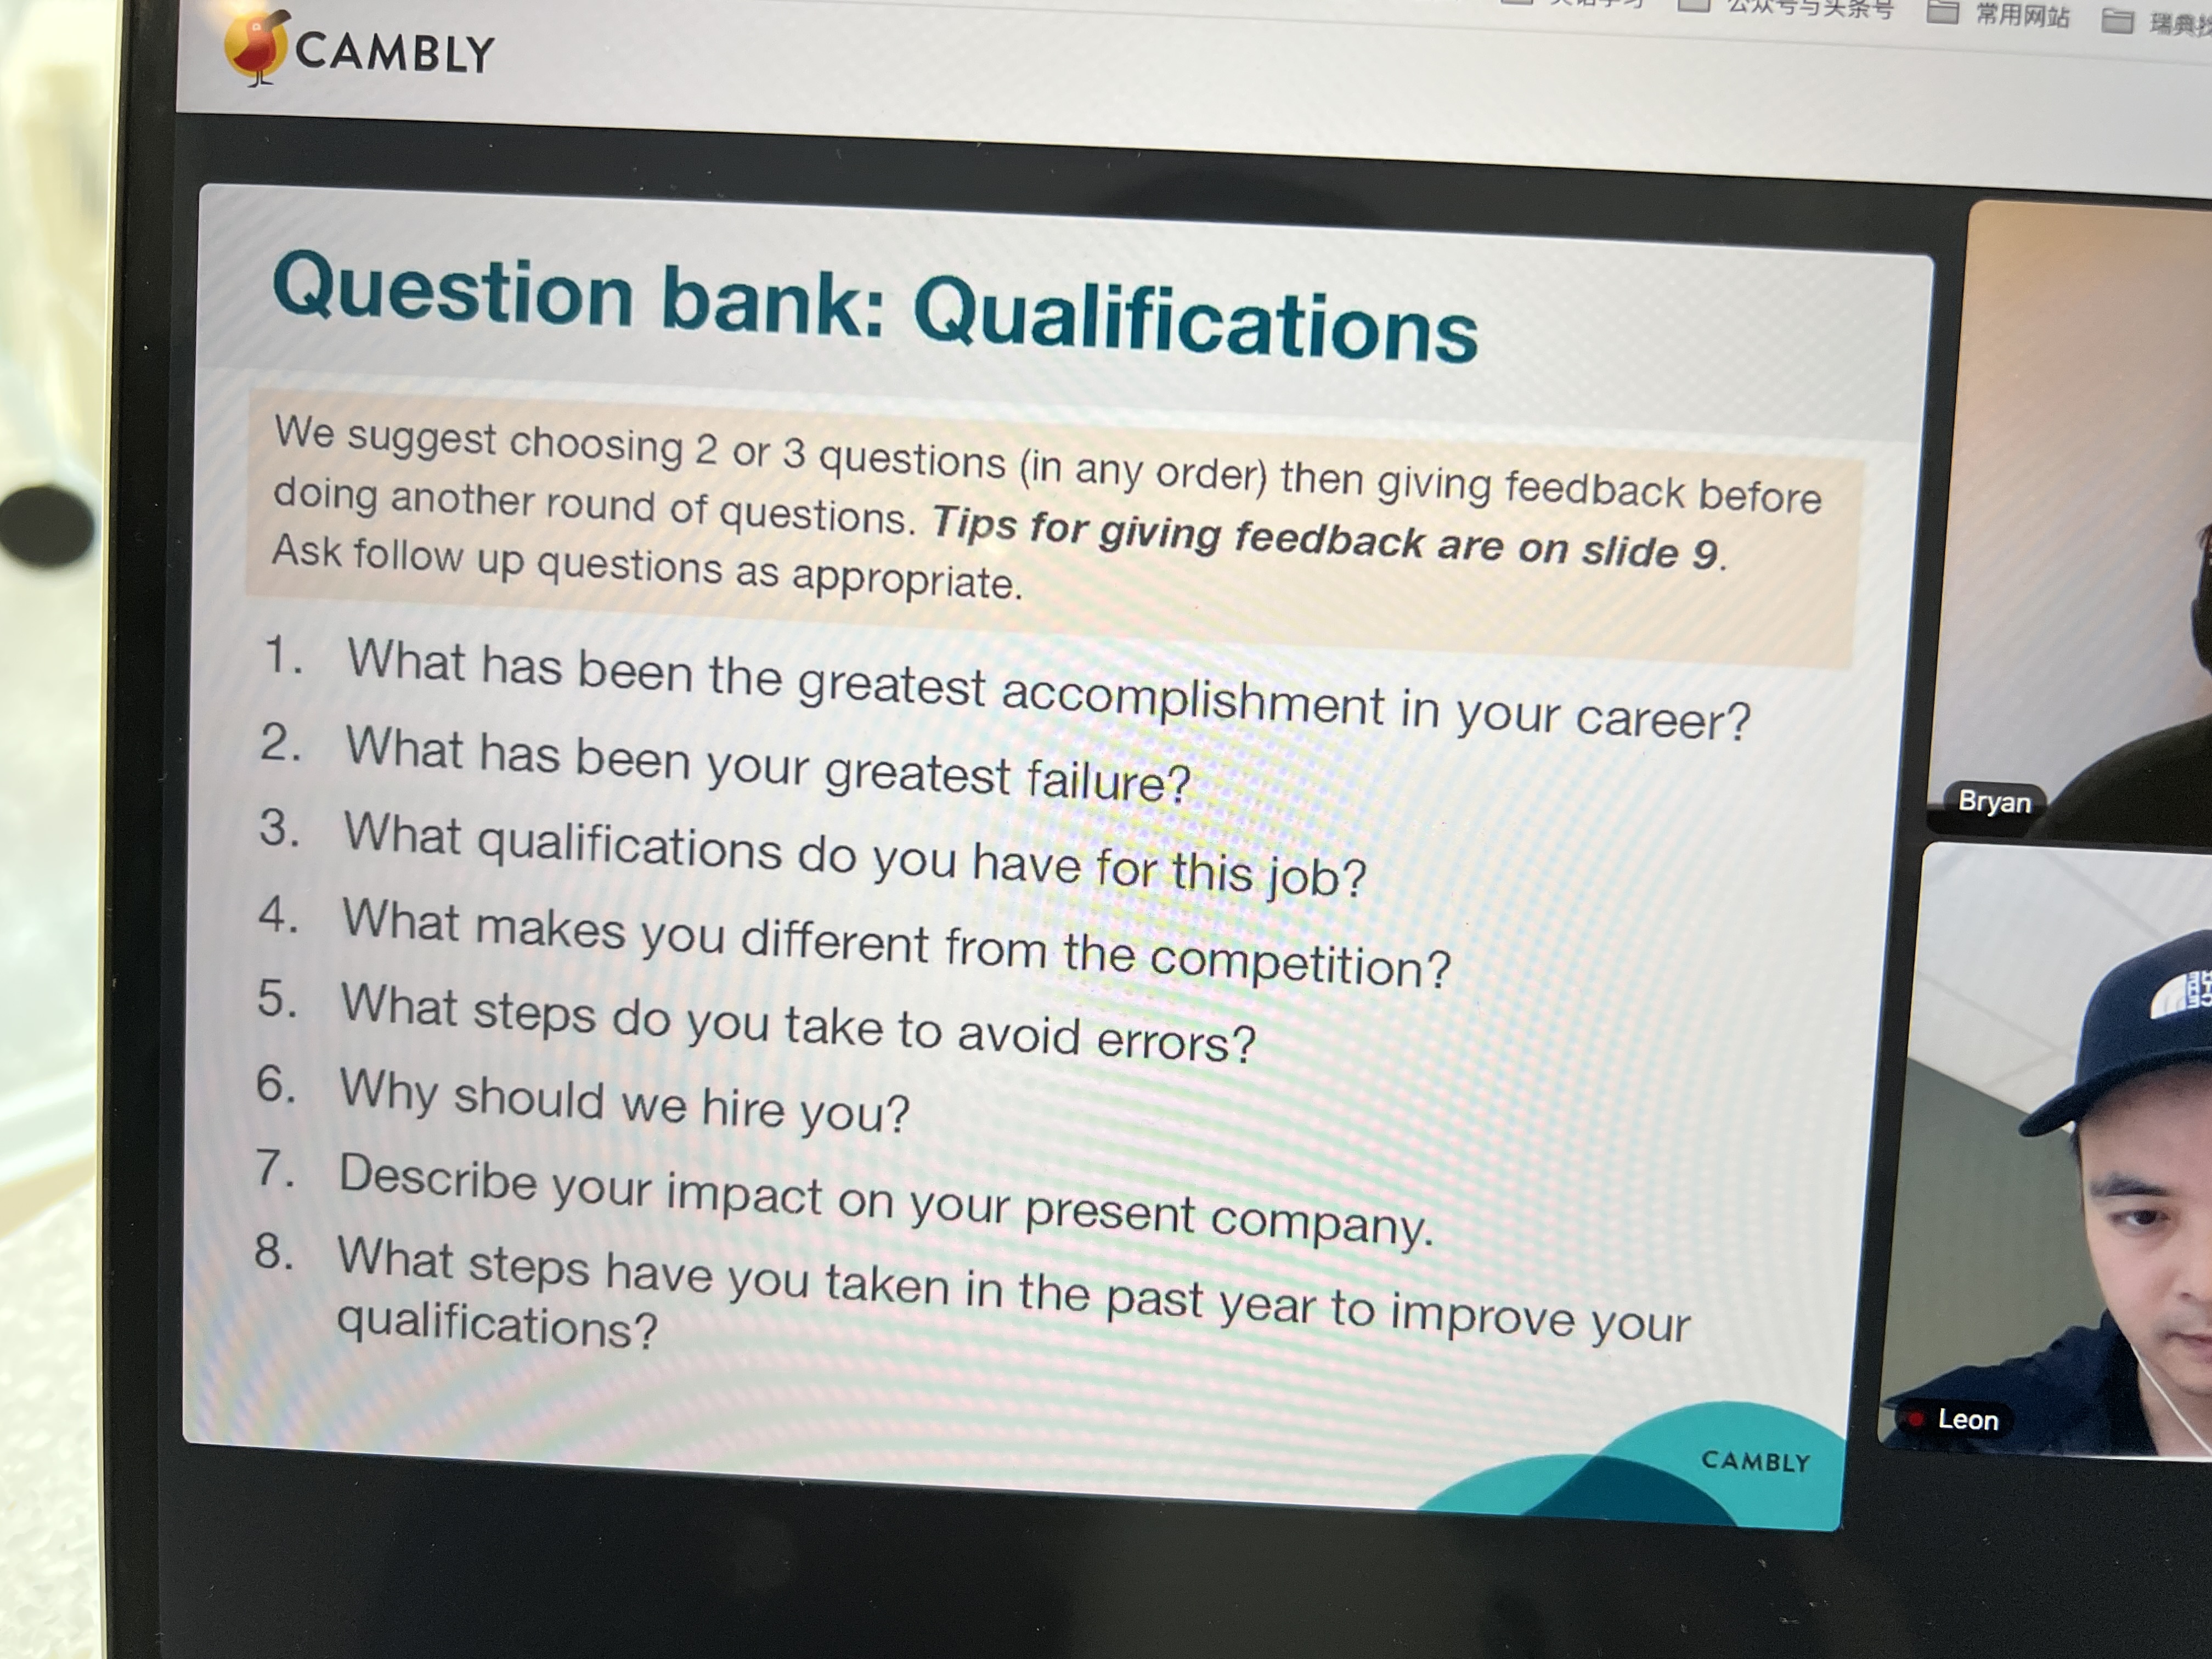 公众号与头条号
常用网站
瑞典
CAMBLY
Question bank: Qualifications
We suggest choosing 2 or 3 questions (in any order) then giving feedback before
doing another round of questions. Tips for giving feedback are on slide 9.
Ask follow up questions as appropriate.
1. What has been the greatest accomplishment in your career?
2. What has been your greatest failure?
3. What qualifications do you have for this job?
4. What makes you different from the competition?
5. What steps do you take to avoid errors?
6. Why should we hire you?
7. Describe your impact on your present company.
8. What steps have you taken in the past year to improve your
qualifications?
CAMBLY
Bryan
Leon